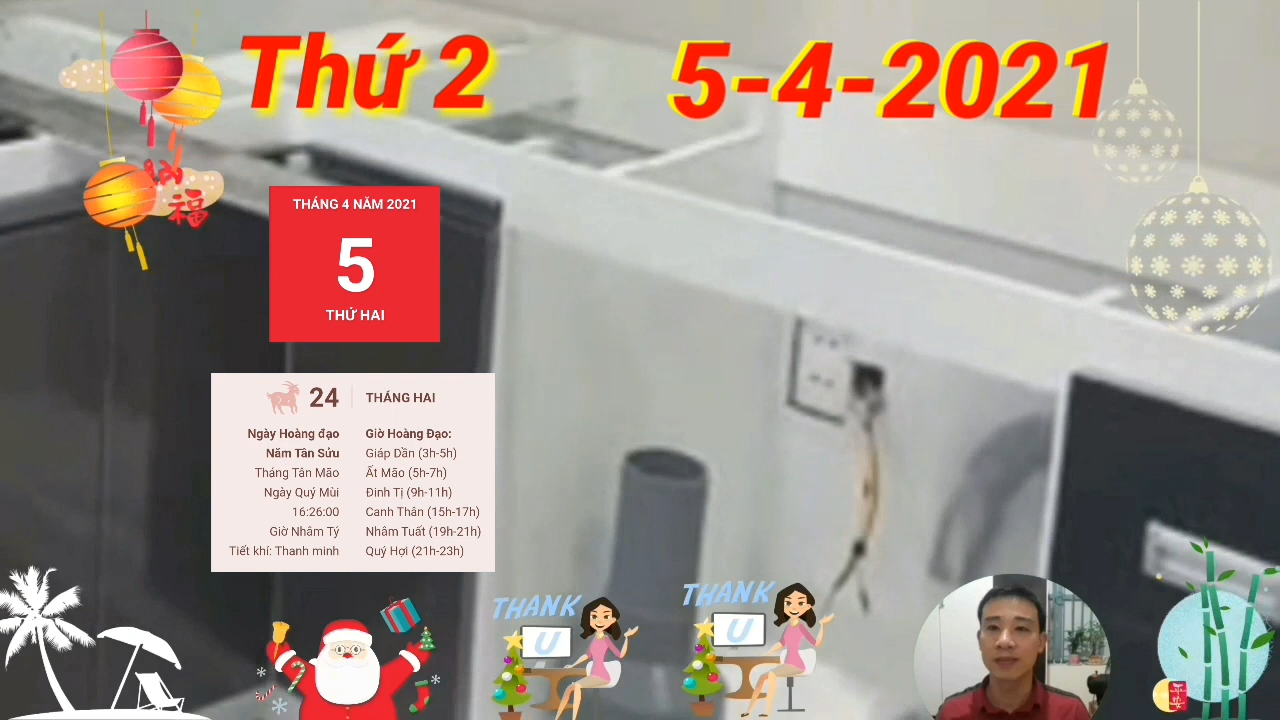 Thứ 2 5-4-2021
福
THÁNG 4 NĂM 2021
5
THỨ HAI
24 THÁNG HAI
Ngày Hoàng đạo
Năm Tân Sửu
Tháng Tân Mão
Ngày Quý Mùi
16:26:00
Giờ Nhâm Tý
Tiết khí: Thanh minh
Giờ Hoàng Đạo:
Giáp Dần (3h-5h)
Ất Mão (5h-7h)
Đinh Tị (9h-11h)
Canh Thân (15h-17h)
Nhâm Tuất (19h-21h)
Quý Hợi (21h-23h)
THANK
U
THANK
U